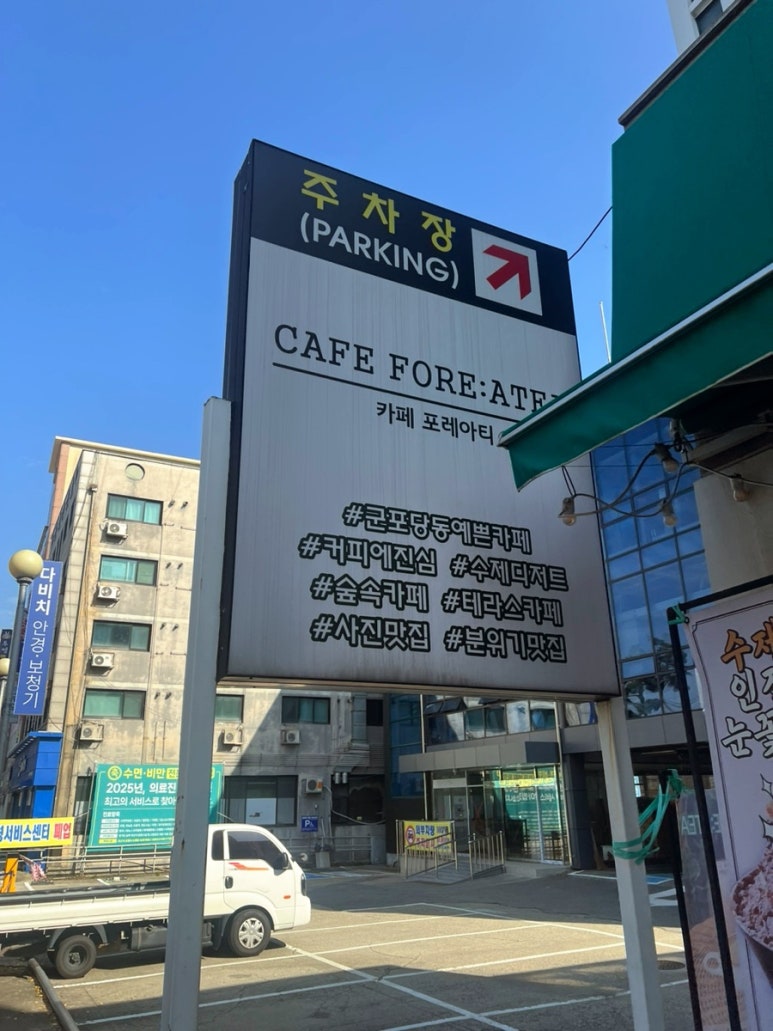 주차장
(PARKING)
CAFE FORE:ATE
카페 포레아티
#군포당동예쁜카페
#커피에진심 #수제디저트
#숲속카페 #테라스카페
#사진맛집 #분위기맛집
다비치 안경·보청기
수면·비만
2025년, 의료진
최고의 서비스로 찾아
서비스센터
수제
인절
눈꽃